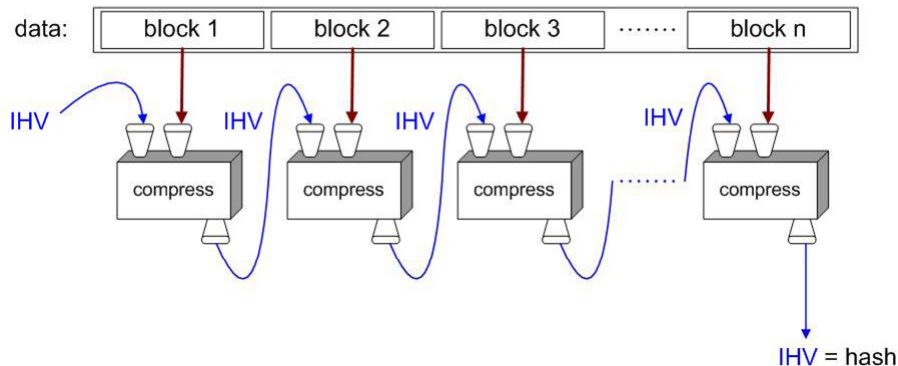 data: block 1 block 2 block 3 ....... block n
IHV IHV IHV IHV
compress compress compress ....... compress
IHV = hash